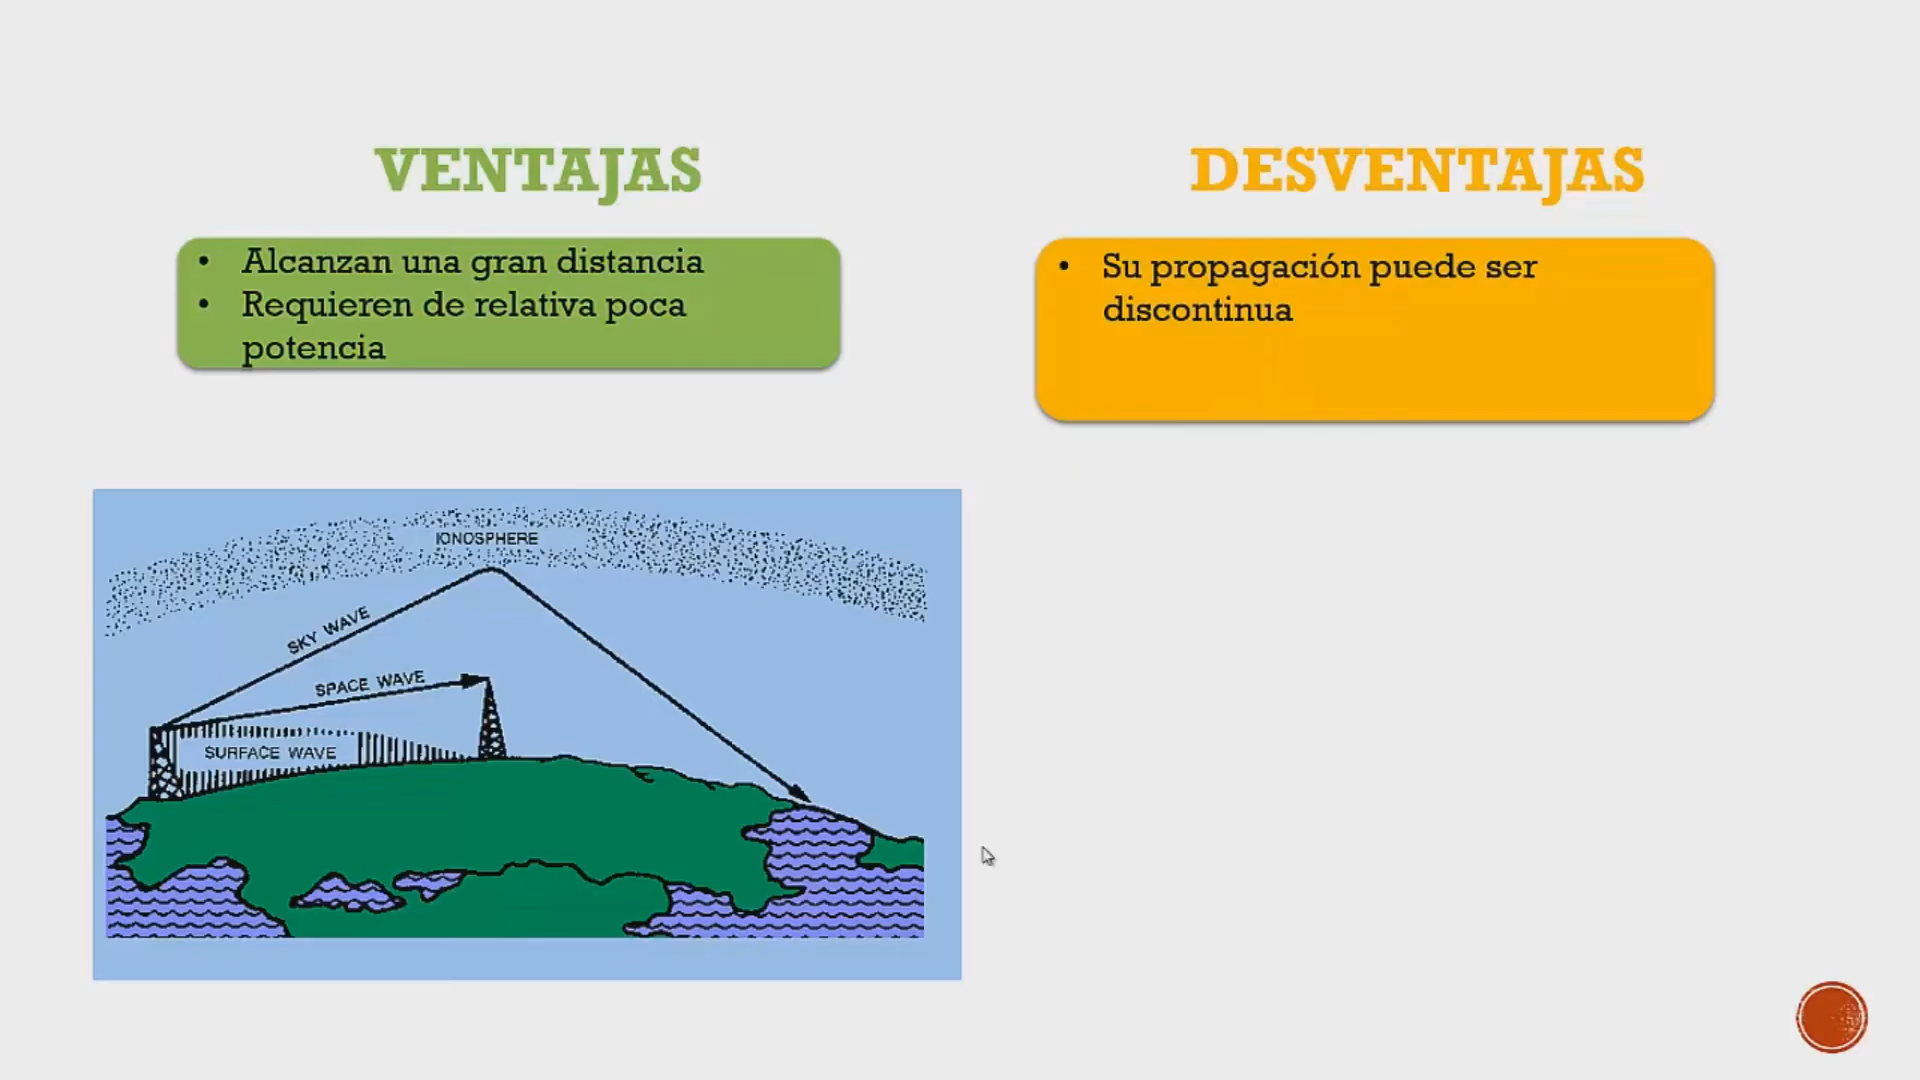 VENTAJAS
• Alcanzan una gran distancia
• Requieren de relativa poca
potencia
DESVENTAJAS
• Su propagación puede ser
discontinua
IONOSPHERE
SKY WAVE
SPACE WAVE
SURFACE WAVE